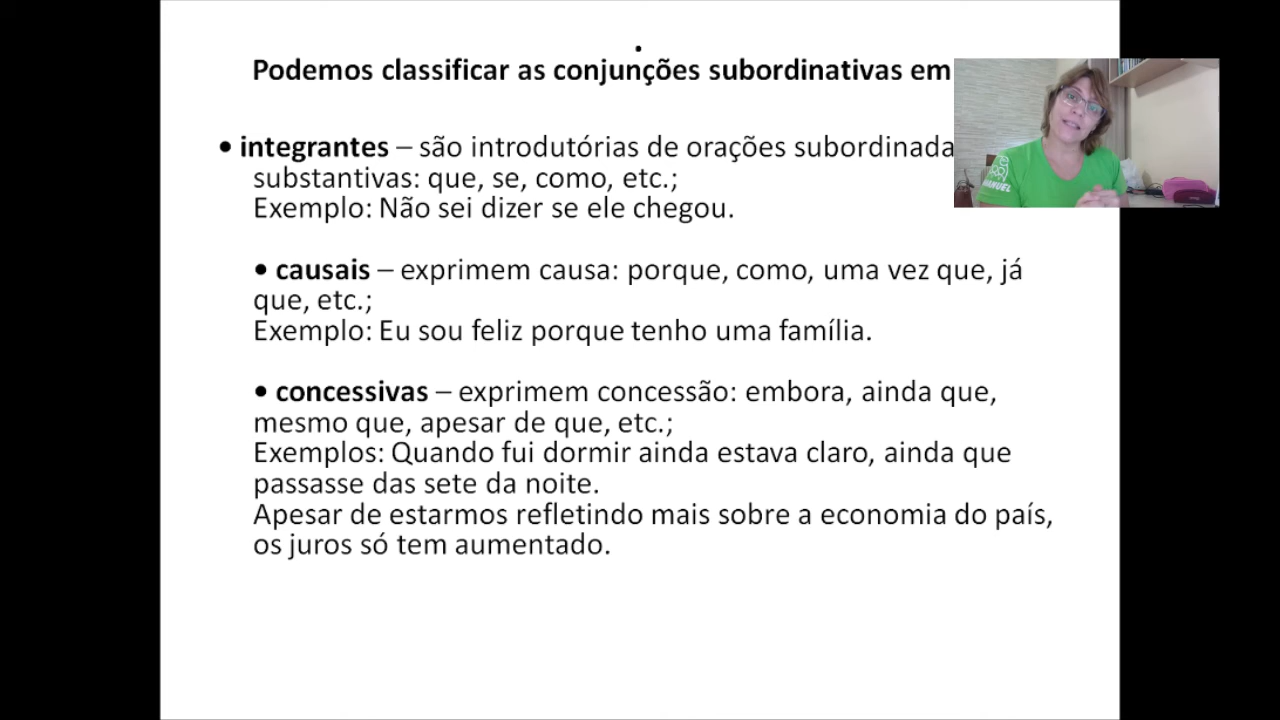 Podemos classificar as conjunções subordinativas em
• integrantes – são introdutórias de orações subordinada
substantivas: que, se, como, etc.;
Exemplo: Não sei dizer se ele chegou.
• causais – exprimem causa: porque, como, uma vez que, já
que, etc.;
Exemplo: Eu sou feliz porque tenho uma família.
• concessivas – exprimem concessão: embora, ainda que,
mesmo que, apesar de que, etc.;
Exemplos: Quando fui dormir ainda estava claro, ainda que
passasse das sete da noite.
Apesar de estarmos refletindo mais sobre a economia do país,
os juros só tem aumentado.